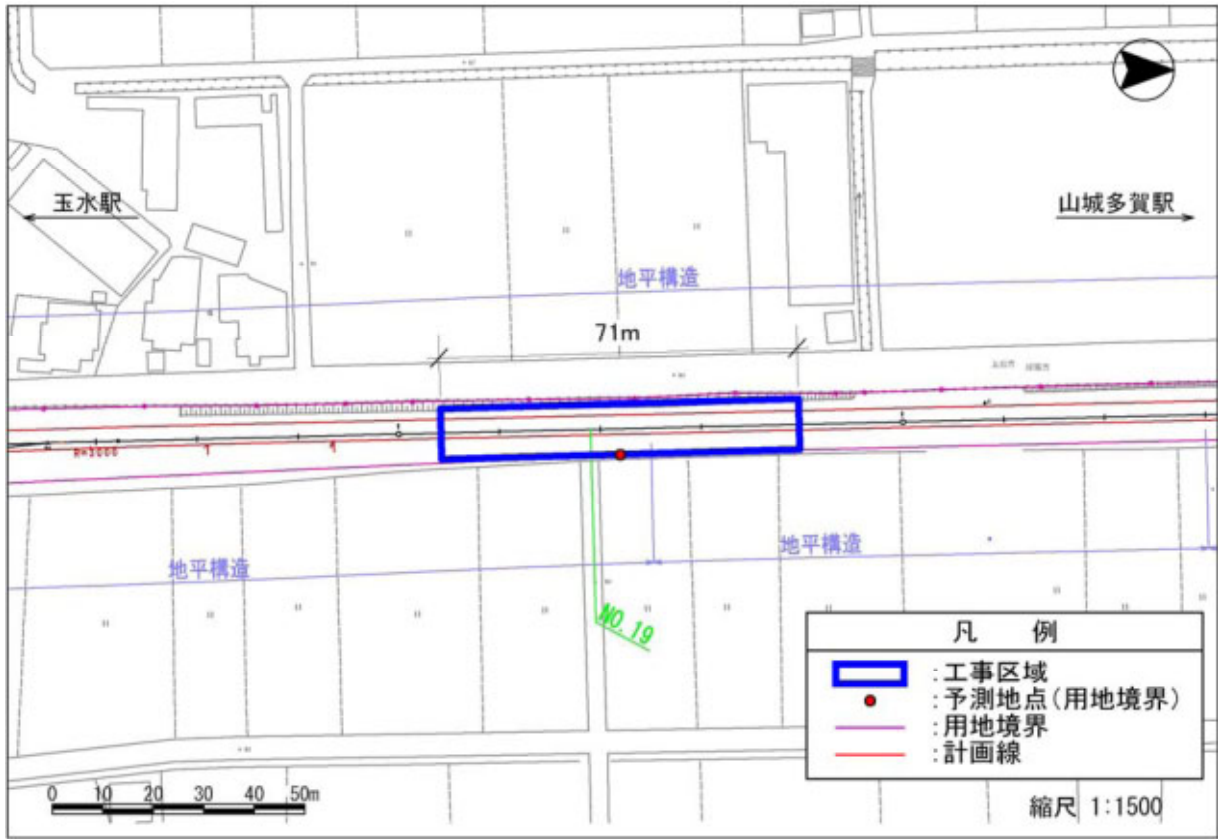 玉水駅
山城多賀駅
地平構造
71m
R=3000
地平構造
地平構造
NO.19
凡 例
:工事区域
:予測地点(用地境界)
:用地境界
:計画線
0 10 20 30 40 50m
縮尺 1:1500